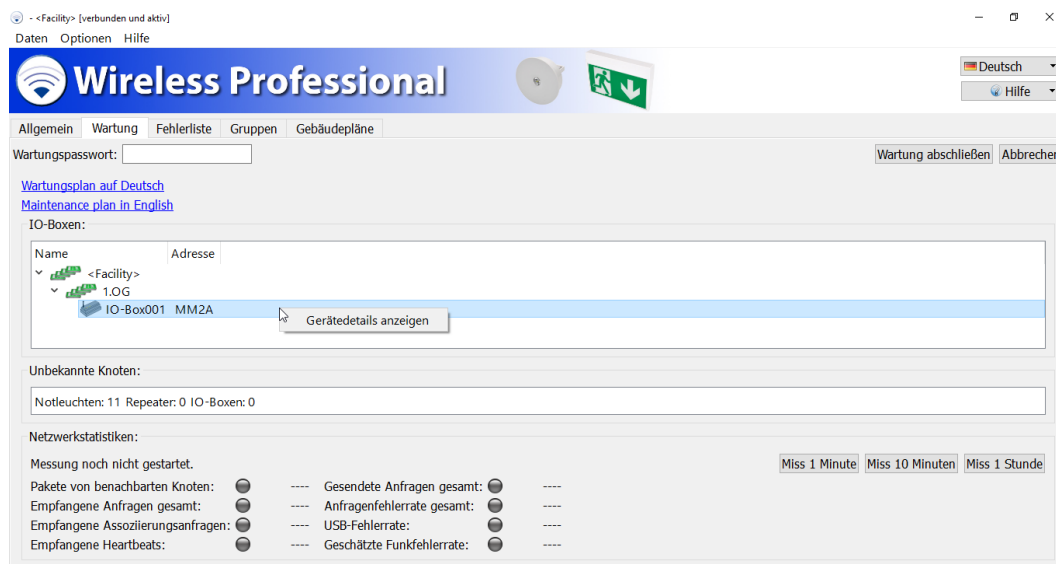 - <Facility> [verbunden und aktiv]
Daten Optionen Hilfe
Wireless Professional
Deutsch
Hilfe
Allgemein Wartung Fehlerliste Gruppen Gebäudepläne
Wartungspasswort:
Wartung abschließen Abbrechen
Wartungsplan auf Deutsch
Maintenance plan in English
IO-Boxen:
Name Adresse
<Facility>
1.OG
IO-Box001 MM2A
Gerätedetails anzeigen
Unbekannte Knoten:
Notleuchten: 11 Repeater: 0 IO-Boxen: 0
Netzwerkstatistiken:
Messung noch nicht gestartet.
Miss 1 Minute Miss 10 Minuten Miss 1 Stunde
Pakete von benachbarten Knoten: ---- Gesendete Anfragen gesamt: ----
Empfangene Anfragen gesamt: ---- Anfragenfehlerrate gesamt: ----
Empfangene Assoziierungsanfragen: ---- USB-Fehlerrate: ----
Empfangene Heartbeats: ---- Geschätzte Funkfehlerrate: ----